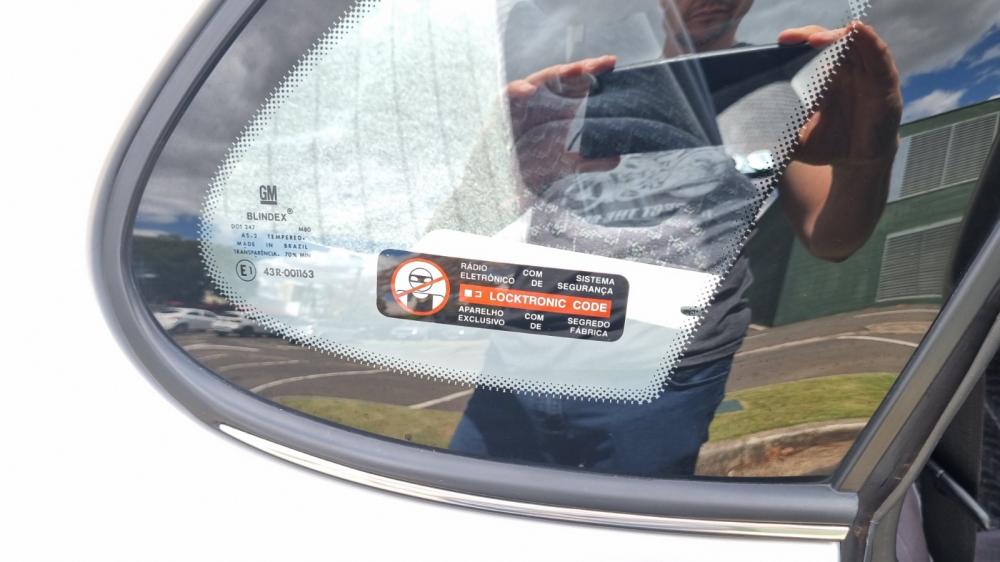 GM
BLINDEX®
DOT 247 M80
AS-2 TEMPERED-
MADE IN BRAZIL
TRANSPARÊNCIA: 70% MIN
E1 43R-001163
RÁDIO COM SISTEMA
ELETRÓNICO DE SEGURANÇA
LOCKTRONIC CODE
APARELHO COM SEGREDO
EXCLUSIVO DE FÁBRICA